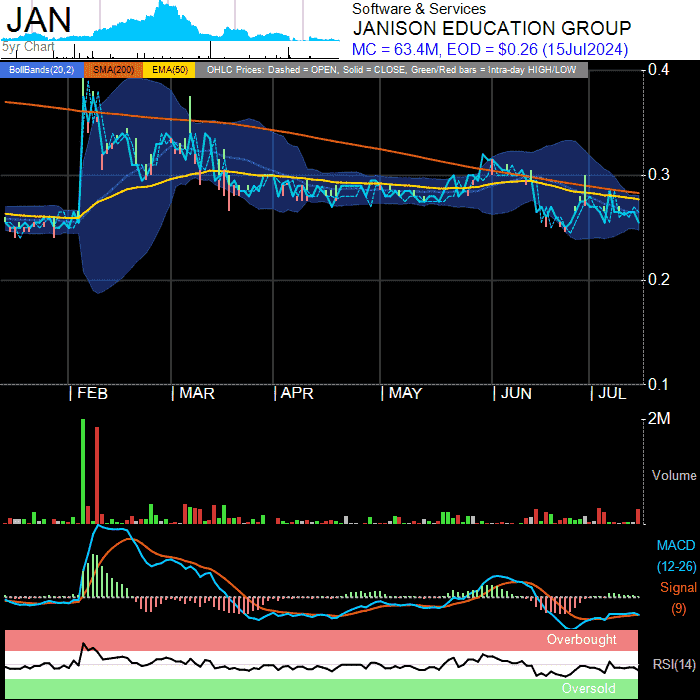 JAN
5yr Chart
Software & Services
JANISON EDUCATION GROUP
MC = 63.4M, EOD = $0.26 (15Jul2024)
BollBands(20,2) SMA(200) EMA(50) OHLC Prices: Dashed = OPEN, Solid = CLOSE, Green/Red bars = Intra-day HIGH/LOW
0.4
0.3
0.2
0.1
| FEB | MAR | APR | MAY | JUN | JUL
2M
Volume
MACD
(12-26)
Signal
(9)
Overbought
RSI(14)
Oversold